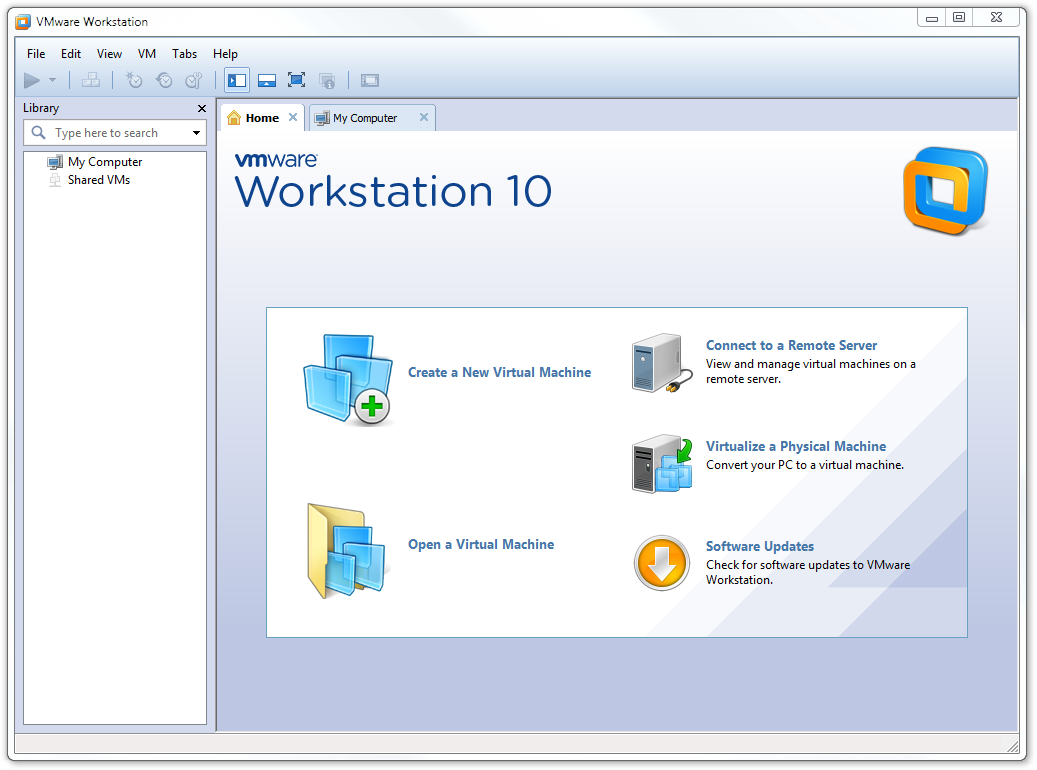 VMware Workstation
File Edit View VM Tabs Help
Library
Type here to search
My Computer
Shared VMs
Home
My Computer
vmware
Workstation 10
Create a New Virtual Machine
Open a Virtual Machine
Connect to a Remote Server
View and manage virtual machines on a
remote server.
Virtualize a Physical Machine
Convert your PC to a virtual machine.
Software Updates
Check for software updates to VMware
Workstation.